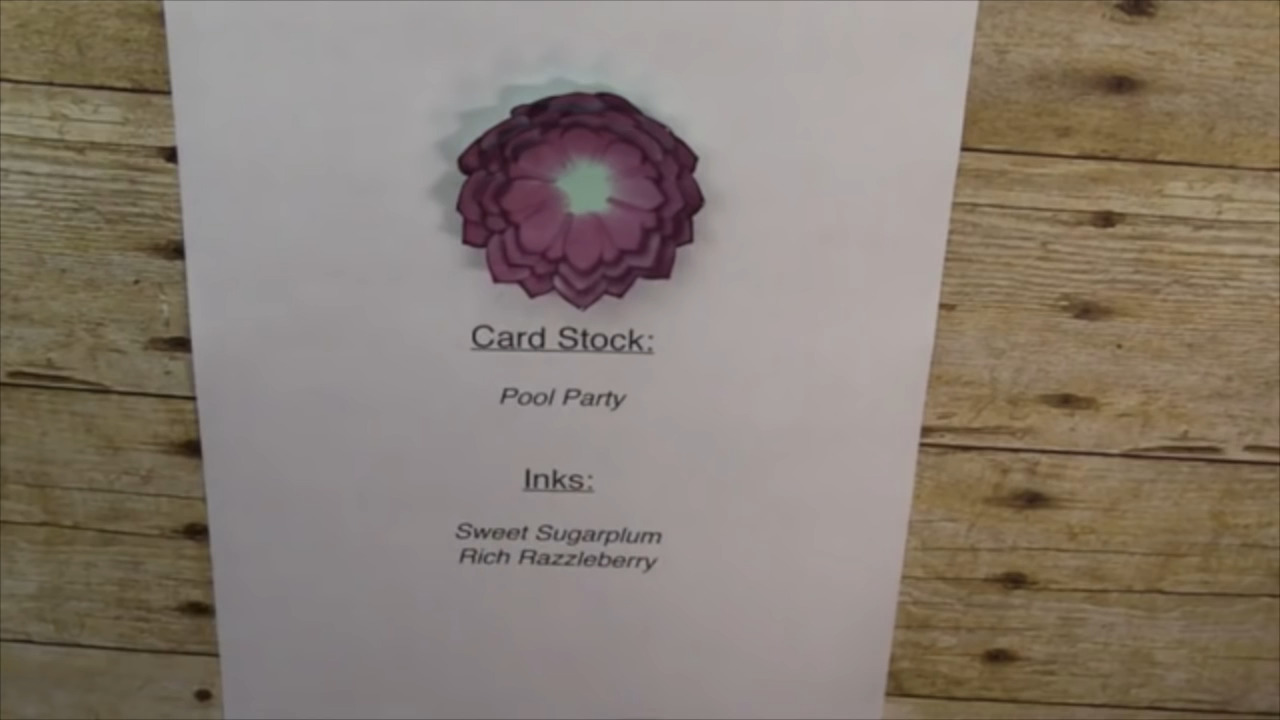 Card Stock:
Pool Party
Inks:
Sweet Sugarplum
Rich Razzleberry